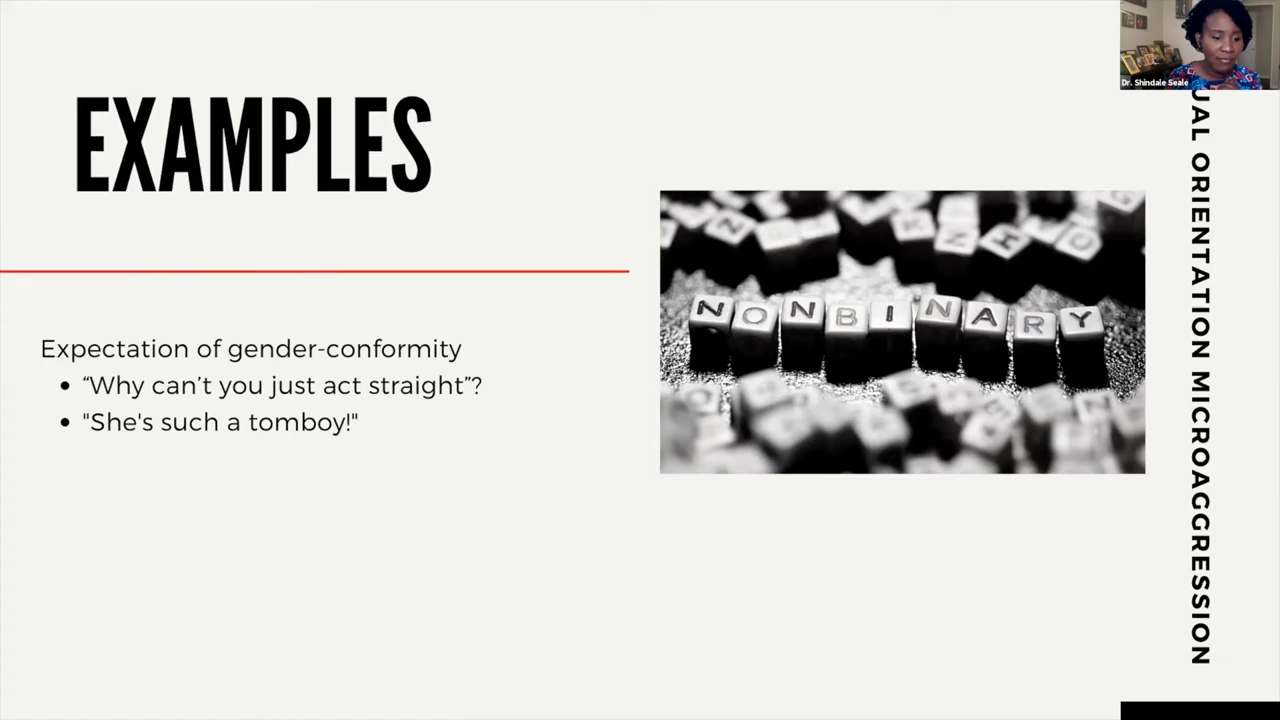 EXAMPLES
Expectation of gender-conformity
• “Why can’t you just act straight”?
• "She's such a tomboy!"
NONBINARY
Dr. Shindale Seale
UAL ORIENTATION MICROAGGRESSION